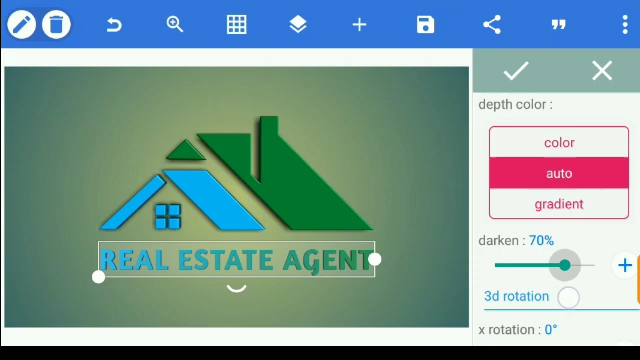 depth color :
color
auto
gradient
darken : 70%
3d rotation
x rotation : 0°
REAL ESTATE AGENT